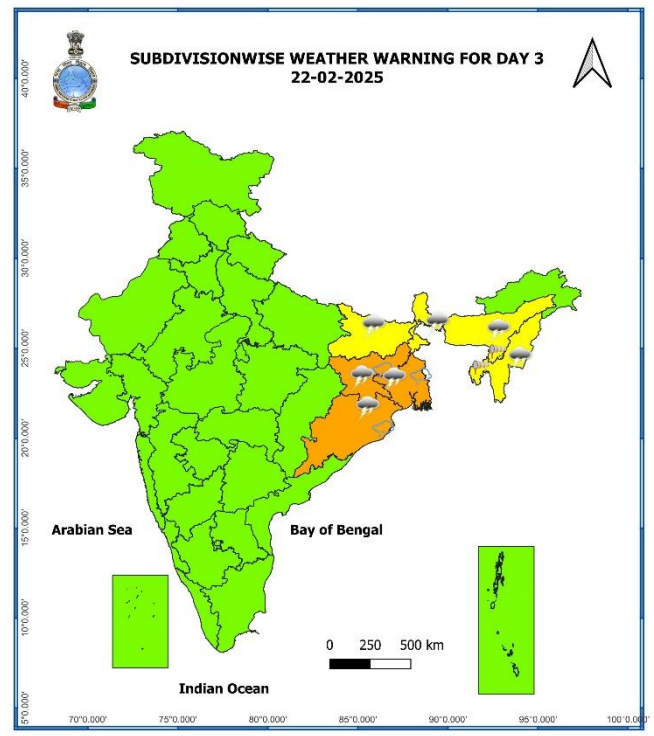 SUBDIVISIONWISE WEATHER WARNING FOR DAY 3
22-02-2025
40°0.000'
35°0.000'
30°0.000'
25°0.000'
20°0.000'
15°0.000'
10°0.000'
5°0.000'
Arabian Sea
Bay of Bengal
0 250 500 km
Indian Ocean
70°0.000' 75°0.000' 80°0.000' 85°0.000' 90°0.000' 95°0.000' 100°0.000'